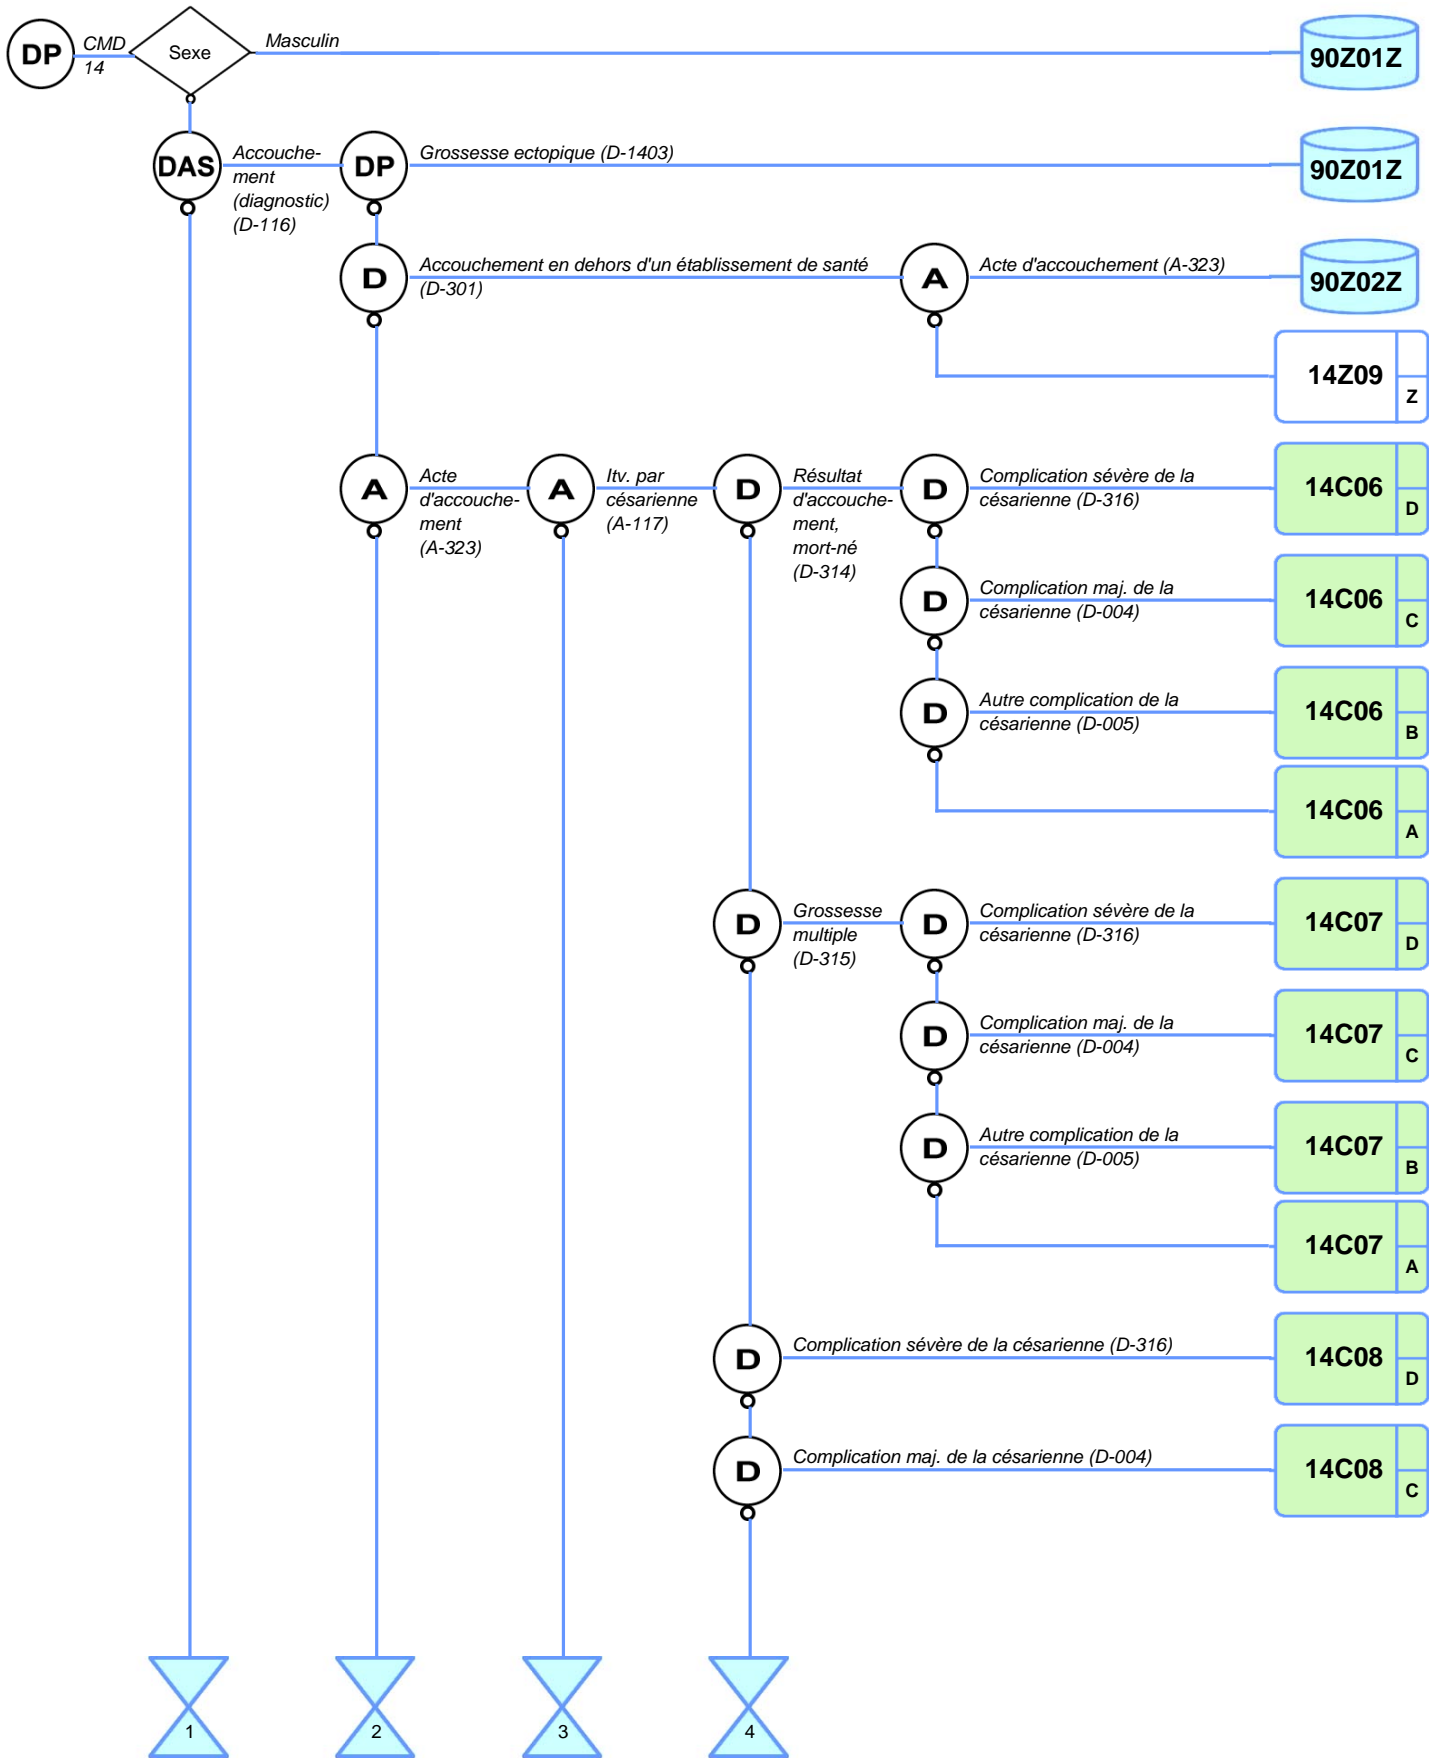 DP
CMD
14
Sexe
Masculin
90Z01Z
DAS
Accouche-
ment
(diagnostic)
(D-116)
DP
Grossesse ectopique (D-1403)
90Z01Z
D
Accouchement en dehors d'un établissement de santé
(D-301)
A
Acte d'accouchement (A-323)
90Z02Z
14Z09
Z
A
Acte
d'accouche-
ment
(A-323)
A
Itv. par
césarienne
(A-117)
D
Résultat
d'accouche-
ment,
mort-né
(D-314)
D
Complication sévère de la
césarienne (D-316)
14C06
D
D
Complication maj. de la
césarienne (D-004)
14C06
C
D
Autre complication de la
césarienne (D-005)
14C06
B
14C06
A
D
Grossesse
multiple
(D-315)
D
Complication sévère de la
césarienne (D-316)
14C07
D
D
Complication maj. de la
césarienne (D-004)
14C07
C
D
Autre complication de la
césarienne (D-005)
14C07
B
14C07
A
D
Complication sévère de la césarienne (D-316)
14C08
D
D
Complication maj. de la césarienne (D-004)
14C08
C
1
2
3
4